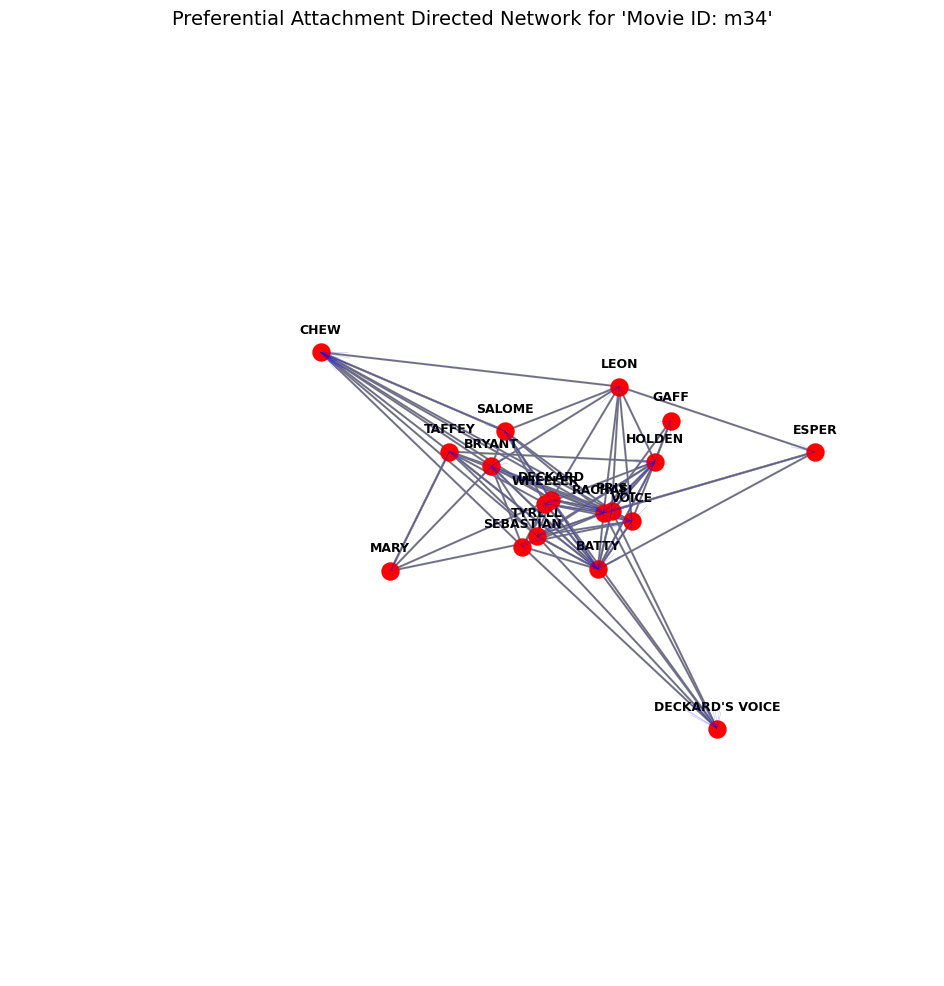 Preferential Attachment Directed Network for 'Movie ID: m34'
CHEW
LEON
GAFF
SALOME
TAFFEY
ESPER
HOLDEN
BRYANT
DECKARD
WHEELER
PRIS
RACHAEL
VOICE
TYRELL
SEBASTIAN
MARY
BATTY
DECKARD'S VOICE